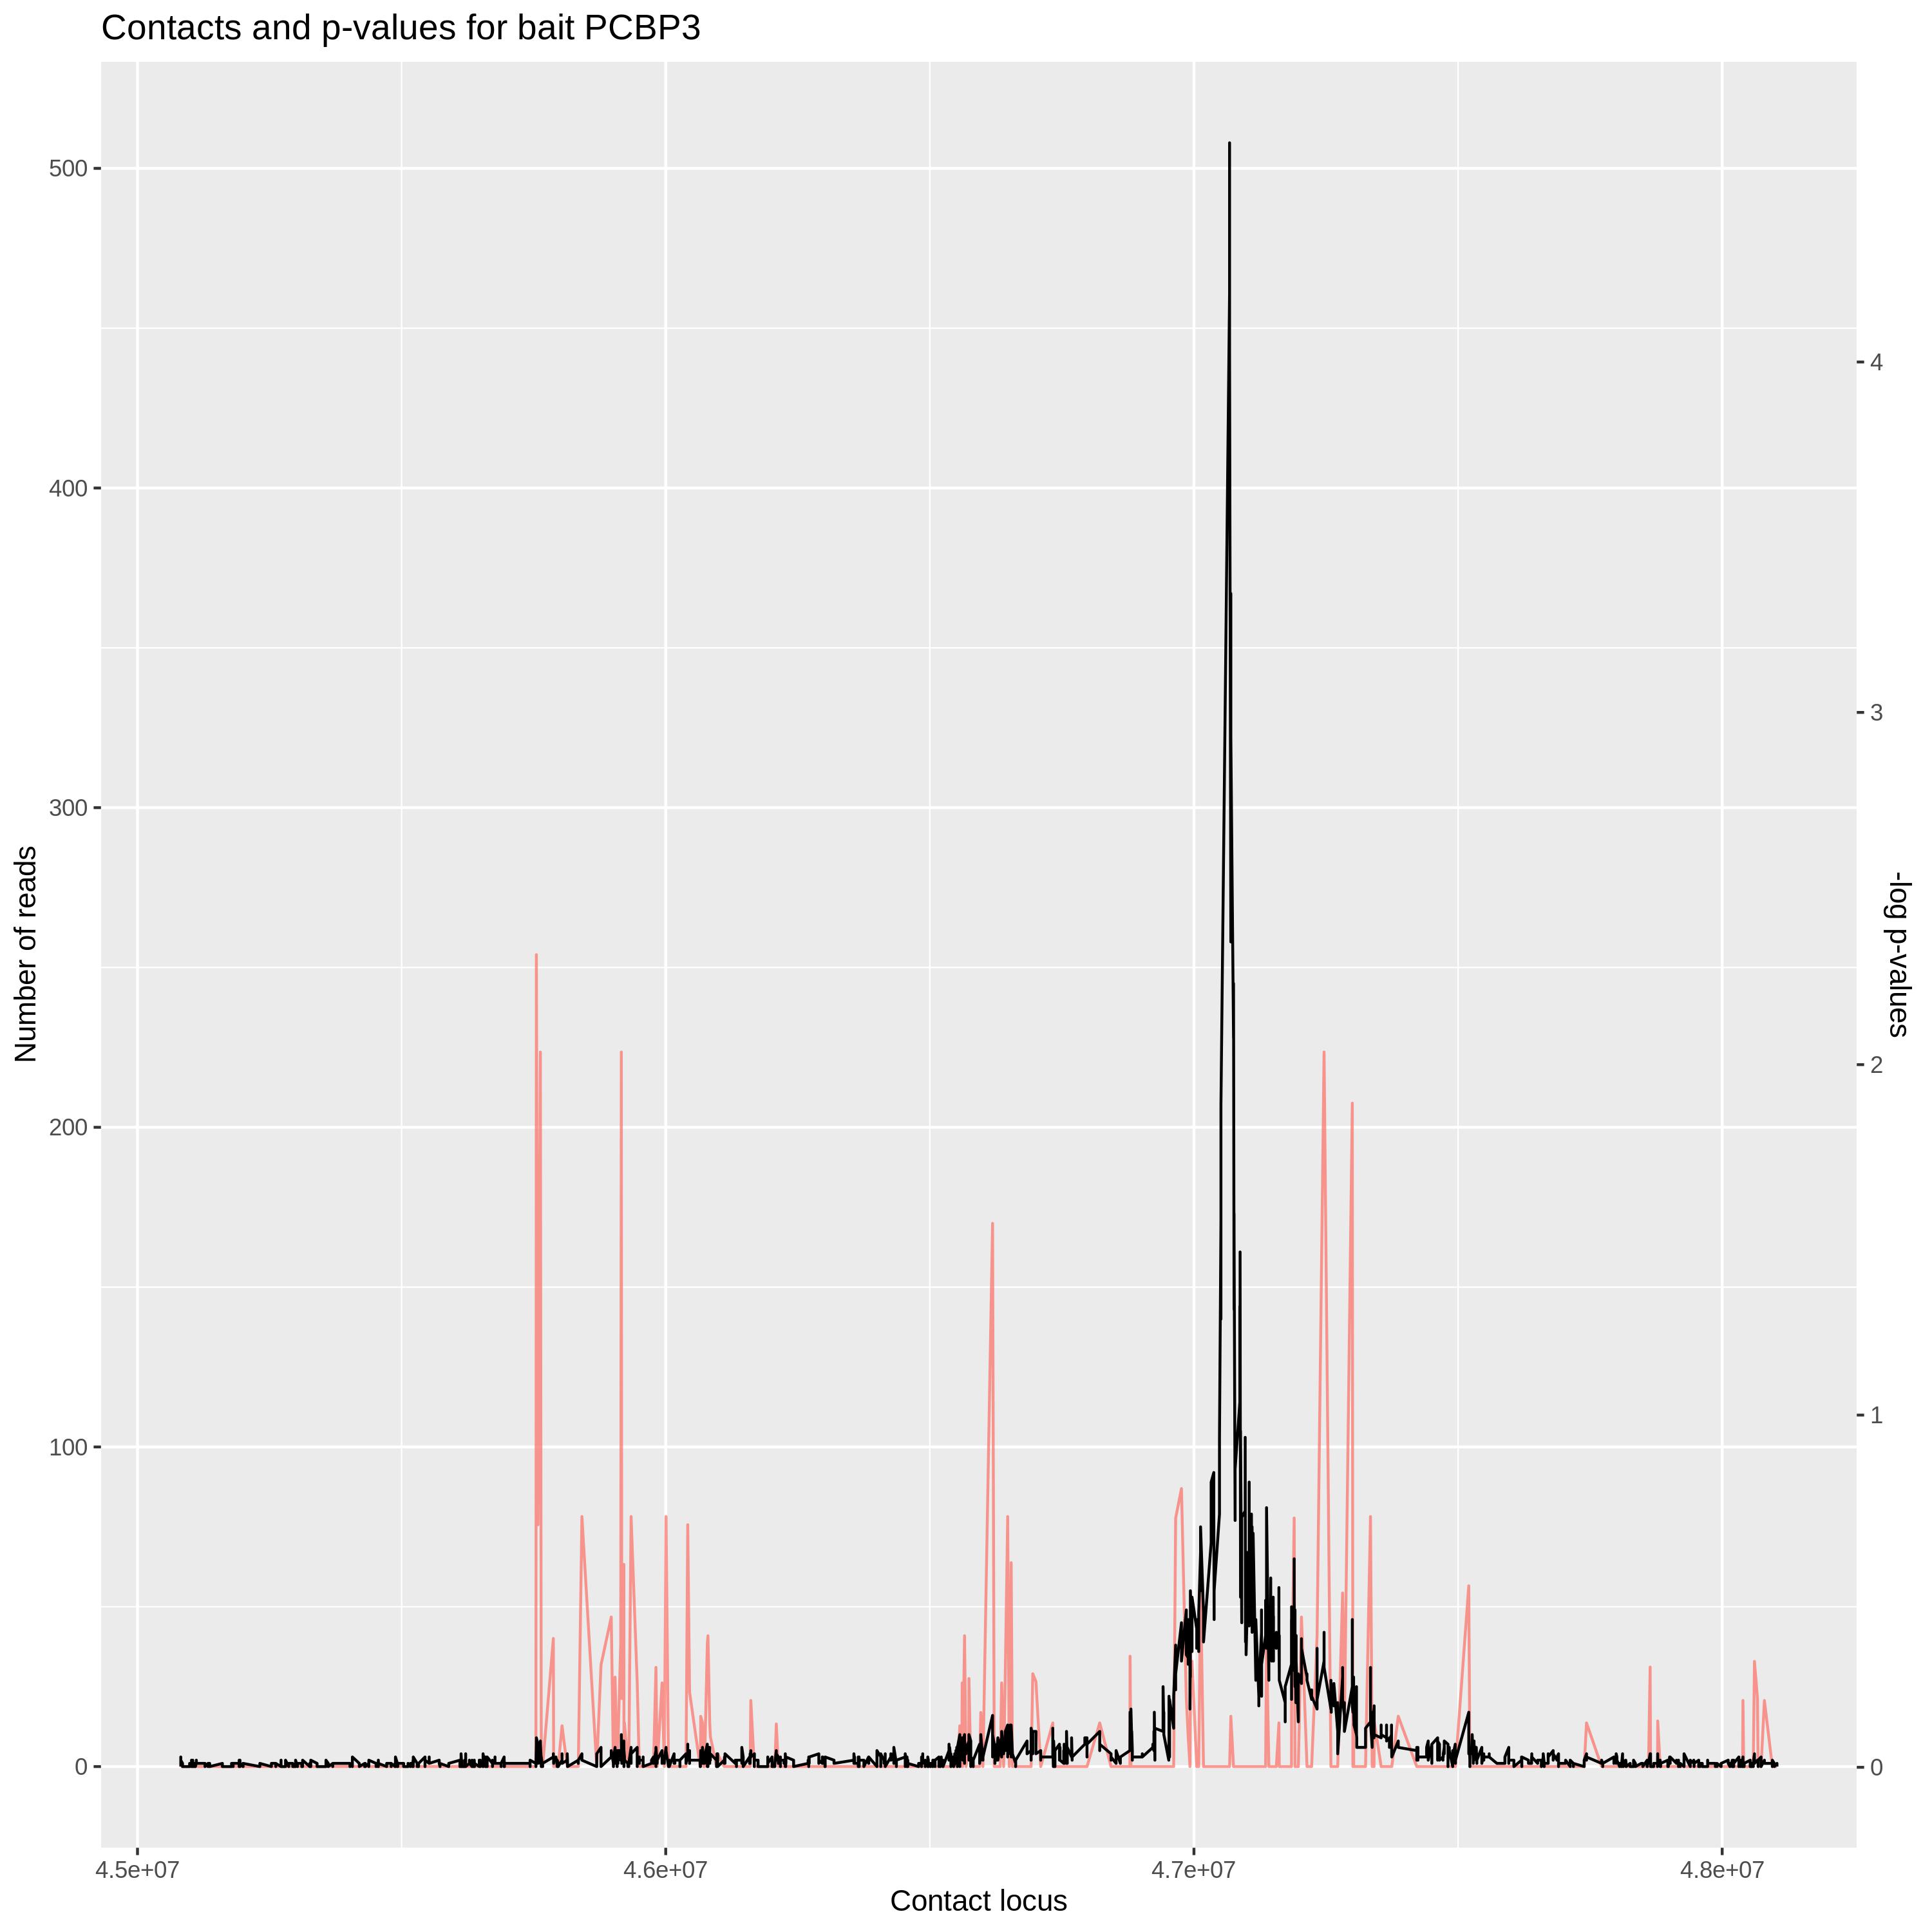 Contacts and p-values for bait PCBP3
500
400
300
200
100
0
Number of reads
4
3
2
1
0
-log p-values
4.5e+07 4.6e+07 4.7e+07 4.8e+07
Contact locus